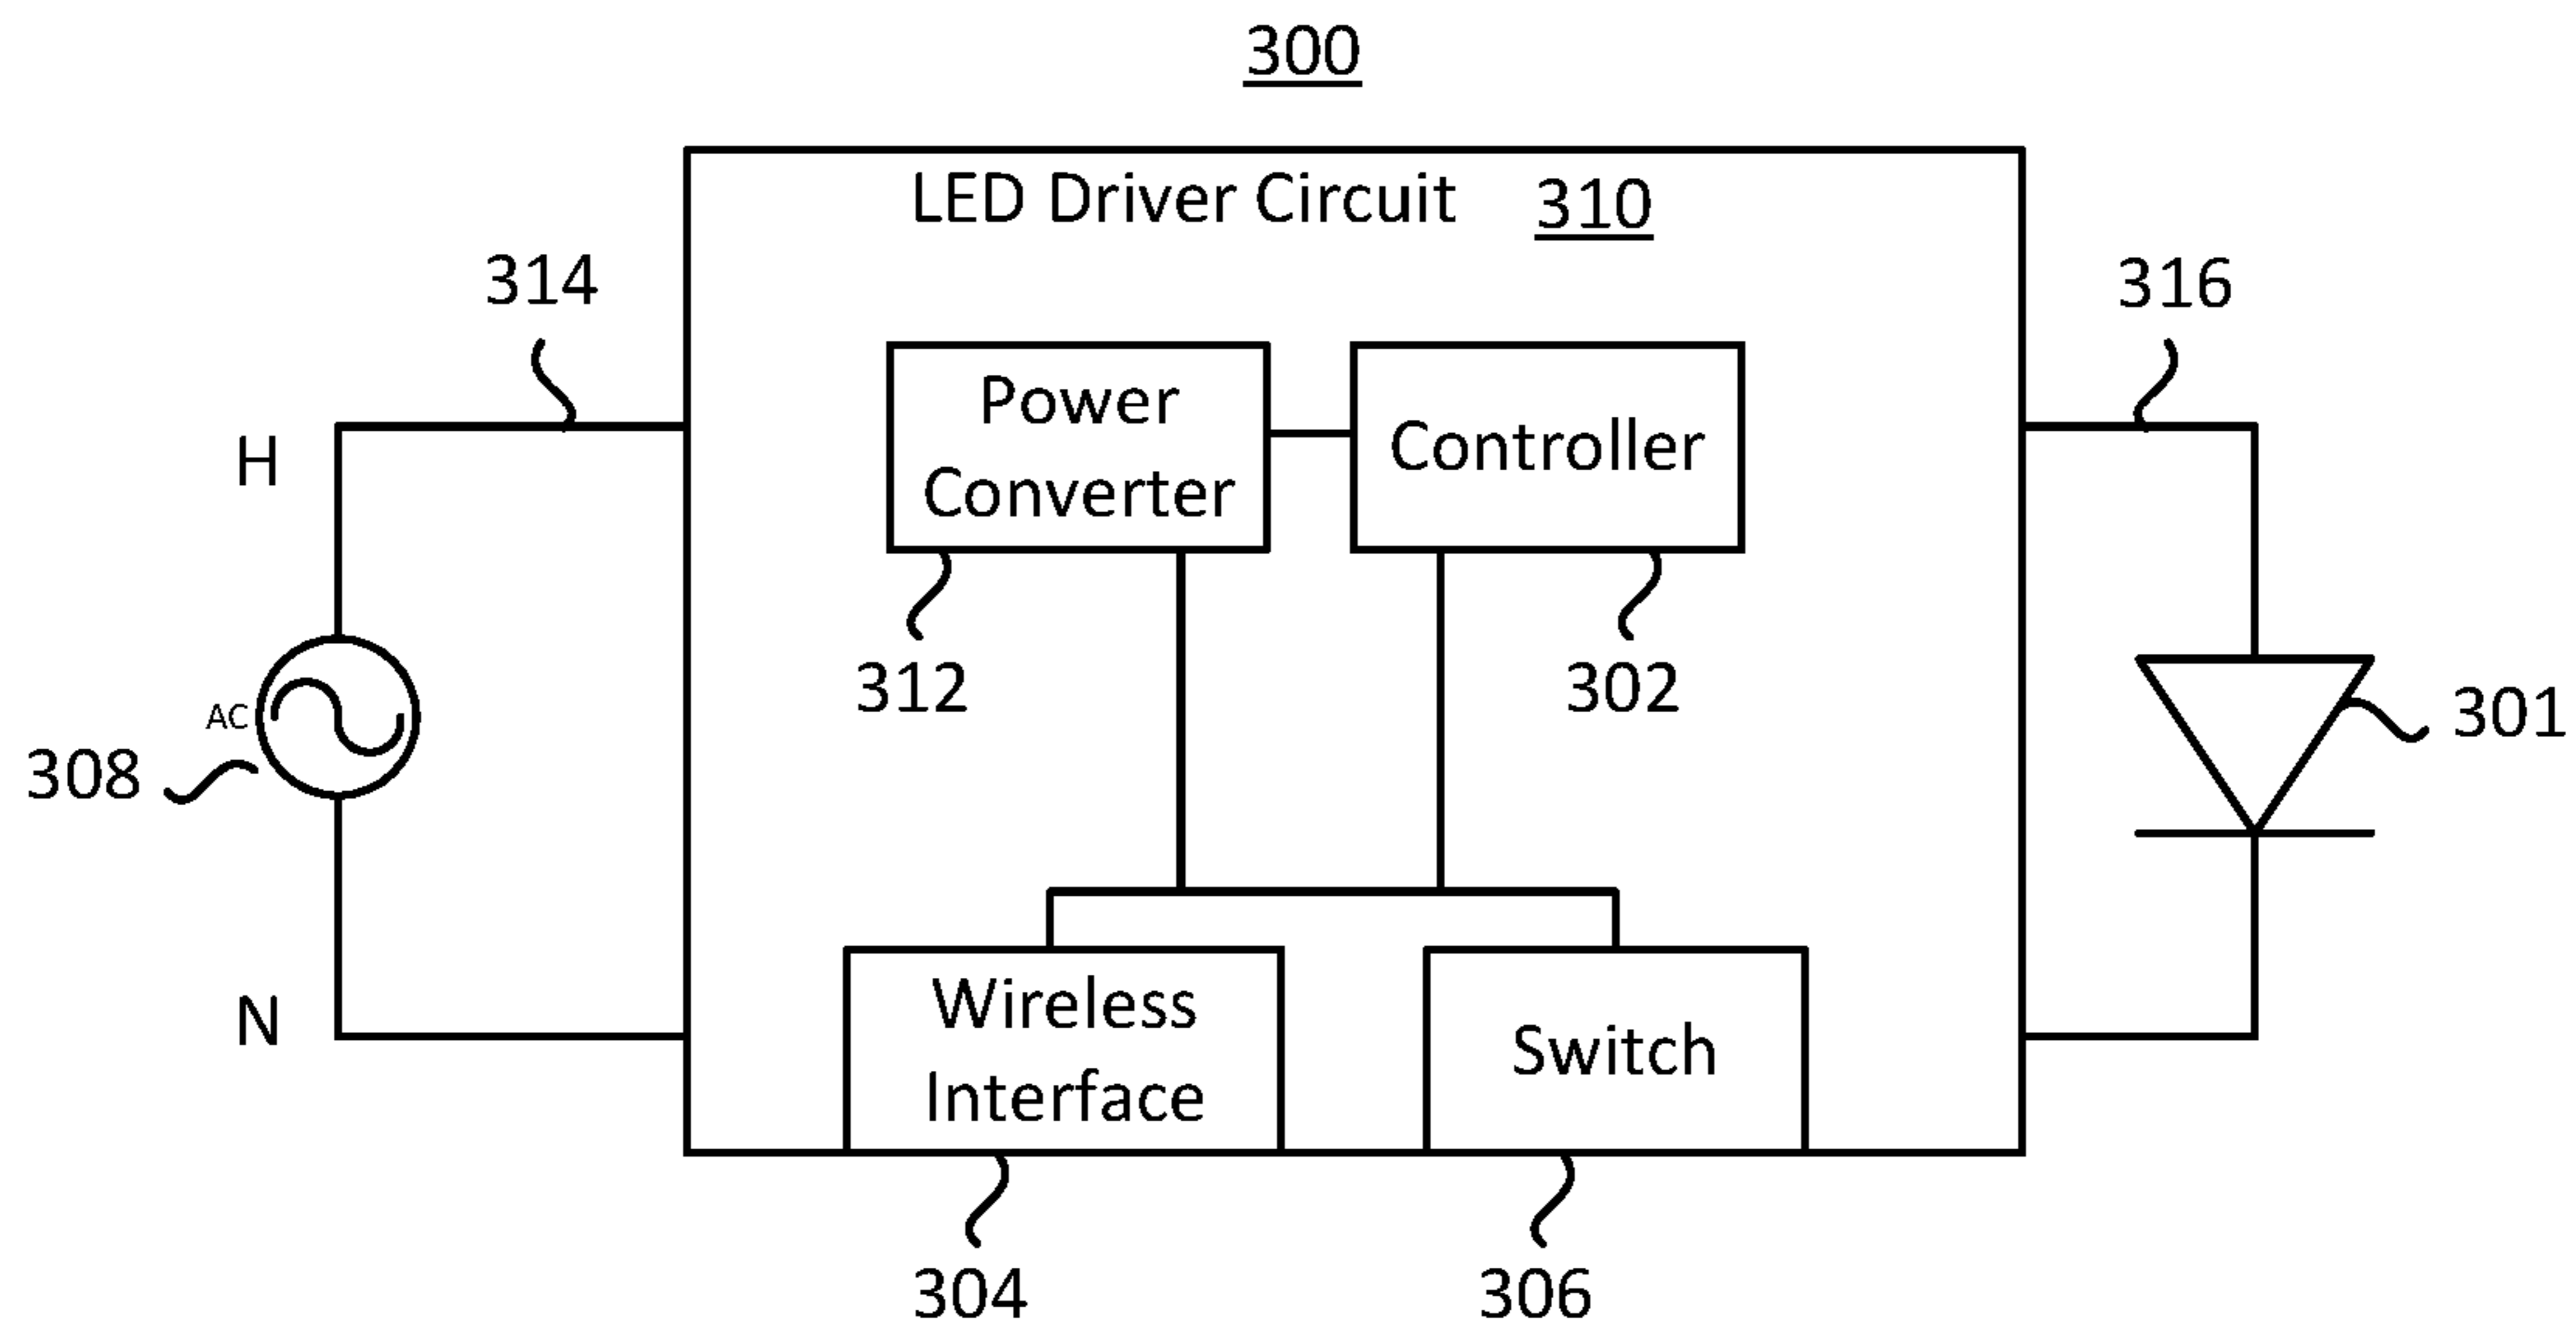 300
LED Driver Circuit 310
314
316
H
Power
Converter
Controller
312
302
AC
308
301
N
Wireless
Interface
Switch
304
306